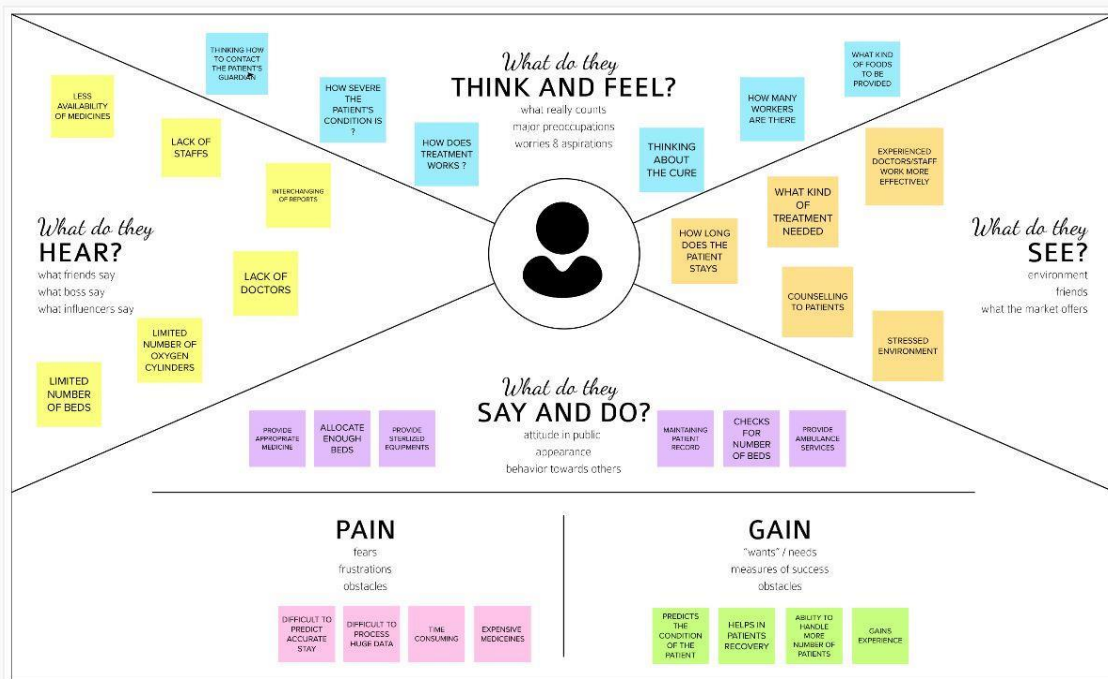 What do they
THINK AND FEEL?
what really counts
major preoccupations
worries & aspirations
THINKING HOW
TO CONTACT
THE PATIENT'S
GUARDIAN
HOW SEVERE
THE
PATIENT'S
CONDITION IS
?
HOW DOES
TREATMENT
WORKS ?
THINKING
ABOUT
THE CURE
HOW MANY
WORKERS
ARE THERE
WHAT KIND
OF FOODS
TO BE
PROVIDED
What do they
HEAR?
what friends say
what boss say
what influencers say
LESS
AVAILABILITY
OF MEDICINES
LACK OF
STAFFS
INTERCHANGING
OF REPORTS
LACK OF
DOCTORS
LIMITED
NUMBER OF
OXYGEN
CYLINDERS
LIMITED
NUMBER
OF BEDS
What do they
SEE?
environment
friends
what the market offers
EXPERIENCED
DOCTORS/STAFF
WORK MORE
EFFECTIVELY
WHAT KIND
OF
TREATMENT
NEEDED
HOW LONG
DOES THE
PATIENT
STAYS
COUNSELLING
TO PATIENTS
STRESSED
ENVIRONMENT
What do they
SAY AND DO?
attitude in public
appearance
behavior towards others
PROVIDE
APPROPRIATE
MEDICINE
ALLOCATE
ENOUGH
BEDS
PROVIDE
STERLIZED
EQUIPMENTS
MAINTAINING
PATIENT
RECORD
CHECKS
FOR
NUMBER
OF BEDS
PROVIDE
AMBULANCE
SERVICES
PAIN
fears
frustrations
obstacles
DIFFICULT TO
PREDICT
ACCURATE
STAY
DIFFICULT TO
PROCESS
HUGE DATA
TIME
CONSUMING
EXPENSIVE
MEDICEINES
GAIN
"wants" / needs
measures of success
obstacles
PREDICTS
THE
CONDITION
OF THE
PATIENT
HELPS IN
PATIENTS
RECOVERY
ABILITY TO
HANDLE
MORE
NUMBER OF
PATIENTS
GAINS
EXPERIENCE